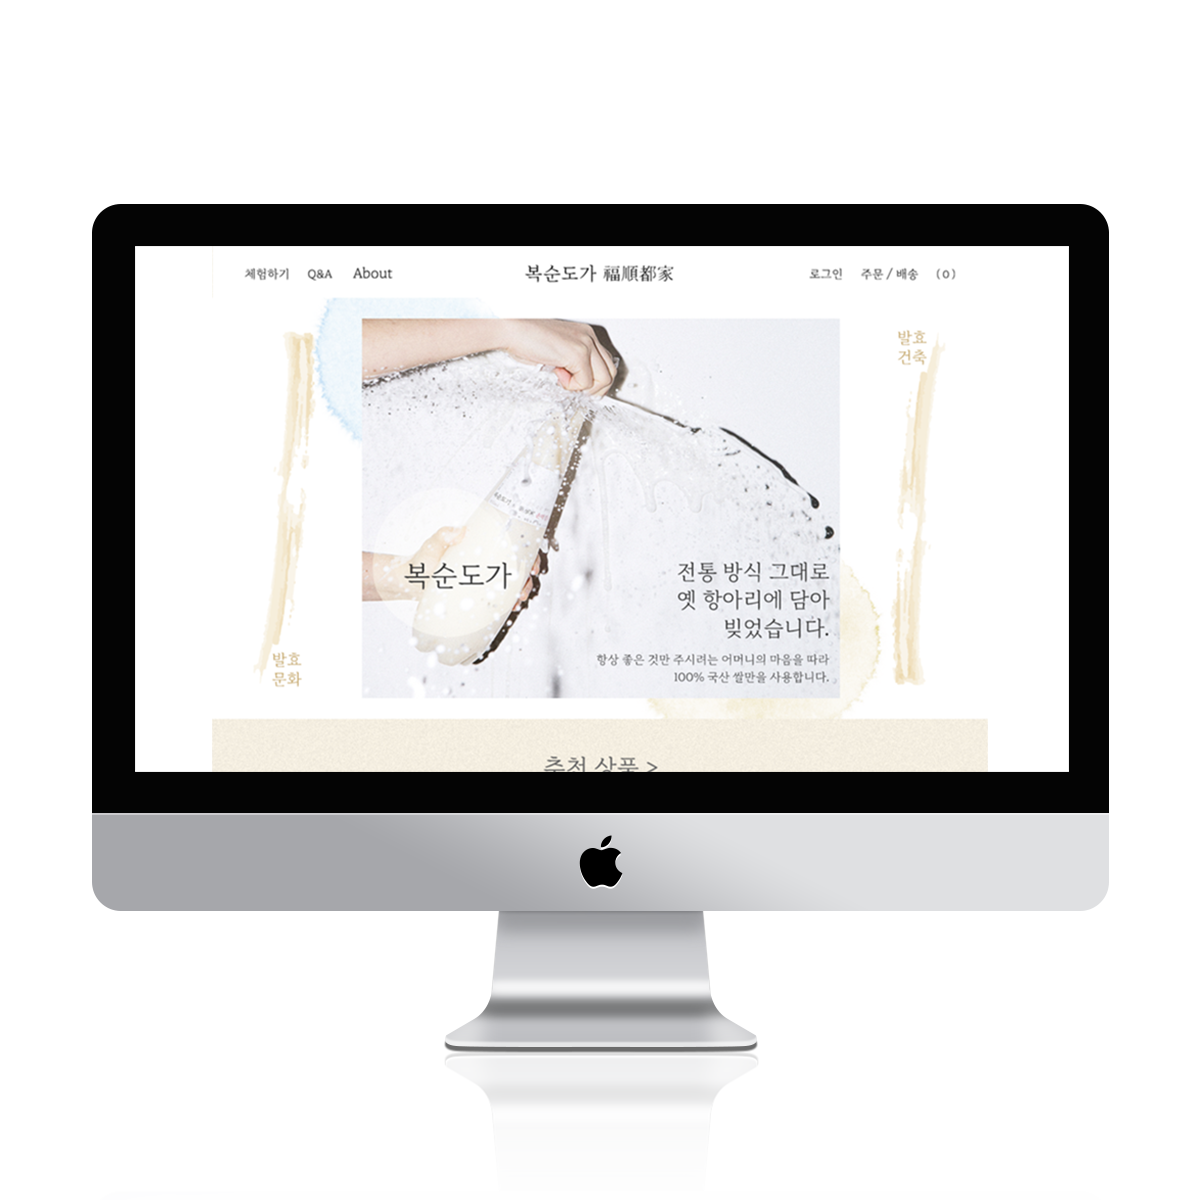 체험하기 Q&A About
복순도가 福順都家
로그인 주문 / 배송 (0)
발효
건축
복순도가
전통 방식 그대로
옛 항아리에 담아
빚었습니다.
항상 좋은 것만 주시려는 어머니의 마음을 따라
100% 국산 쌀만을 사용합니다.
발효
문화
추천 상품 >